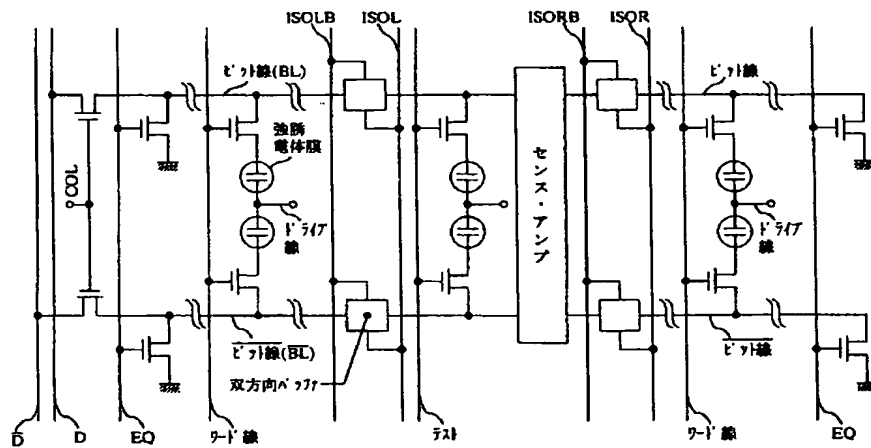 ISOLB ISOL ISORB ISOR
ビット線(BL)
ビット線
強誘
電体膜
COL
センス・アンプ
ドライブ
線
ドライブ
線
ビット線(BL)
ビット線
双方向バッファ
D D EQ ワード線 テスト ワード線 EQ